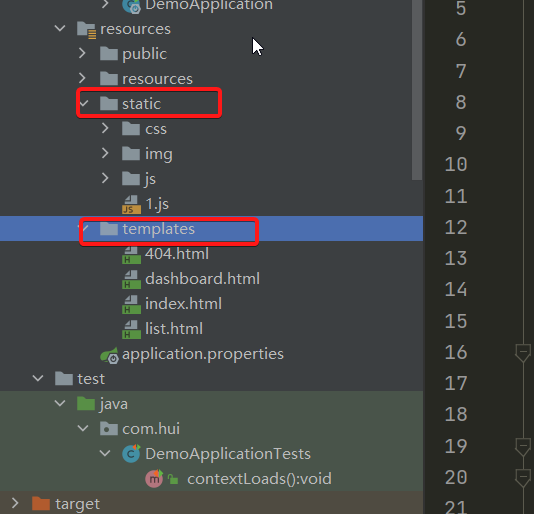 DemoApplication
5
resources
6
public
7
resources
static
8
css
9
img
10
js
11
1.js
templates
12
404.html
13
dashboard.html
14
index.html
15
list.html
application.properties
16
test
17
java
18
com.hui
DemoApplicationTests
19
contextLoads():void
20
target
21